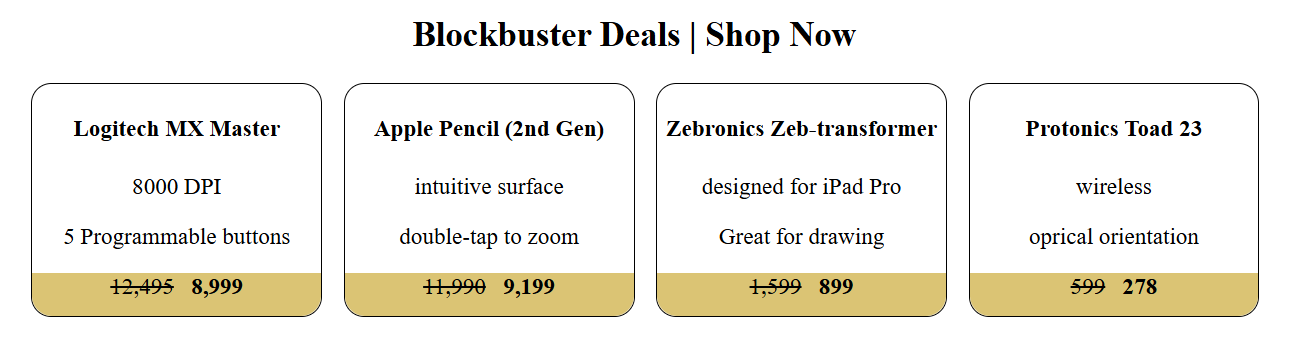 Blockbuster Deals | Shop Now
Logitech MX Master
8000 DPI
5 Programmable buttons
12,495 8,999
Apple Pencil (2nd Gen)
intuitive surface
double-tap to zoom
11,990 9,199
Zebronics Zeb-transformer
designed for iPad Pro
Great for drawing
1,599 899
Protonics Toad 23
wireless
oprical orientation
599 278